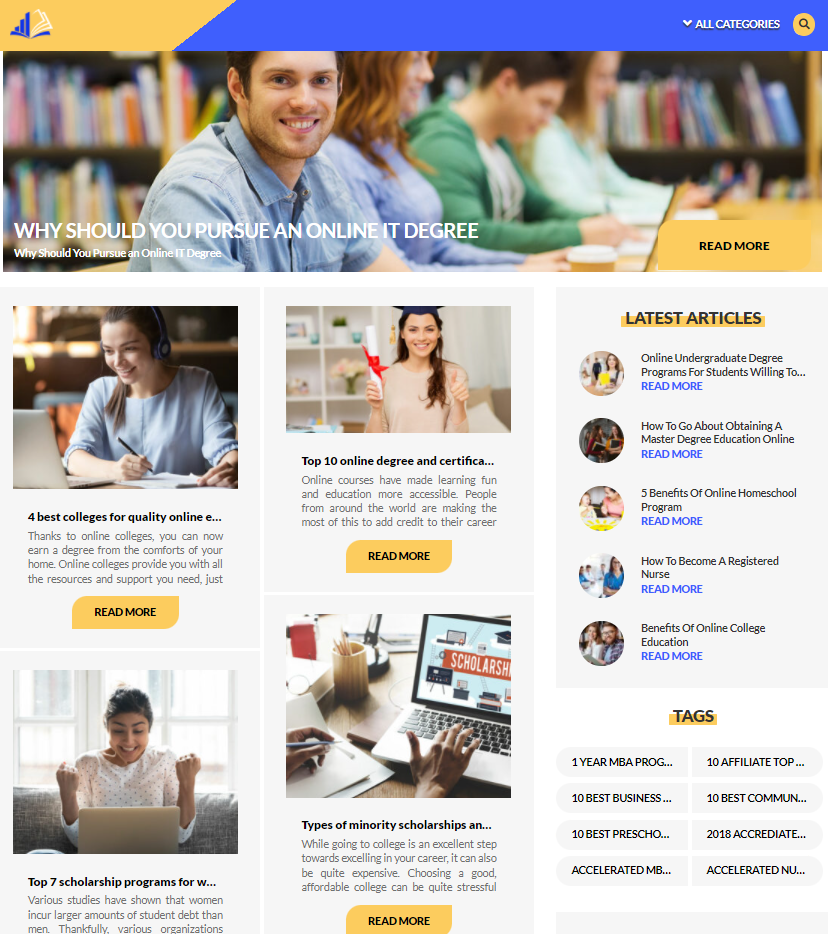 ALL CATEGORIES
WHY SHOULD YOU PURSUE AN ONLINE IT DEGREE
Why Should You Pursue an Online IT Degree
READ MORE
4 best colleges for quality online e...
Thanks to online colleges, you can now
earn a degree from the comforts of your
home. Online colleges provide you with all
the resources and support you need, just
READ MORE
Top 7 scholarship programs for w...
Various studies have shown that women
incur larger amounts of student debt than
men. Thankfully, various organizations
Top 10 online degree and certifica...
Online courses have made learning fun
and education more accessible. People
from around the world are making the
most of this to add credit to their career
READ MORE
SCHOLARSH
Types of minority scholarships an...
While going to college is an excellent step
towards excelling in your career, it can also
be quite expensive. Choosing a good,
affordable college can be quite stressful
READ MORE
LATEST ARTICLES
Online Undergraduate Degree
Programs For Students Willing To...
READ MORE
How To Go About Obtaining A
Master Degree Education Online
READ MORE
5 Benefits Of Online Homeschool
Program
READ MORE
How To Become A Registered
Nurse
READ MORE
Benefits Of Online College
Education
READ MORE
TAGS
1 YEAR MBA PROG...
10 AFFILIATE TOP ...
10 BEST BUSINESS ...
10 BEST COMMUN...
10 BEST PRESCHO...
2018 ACCREDIATE...
ACCELERATED MB...
ACCELERATED NU...